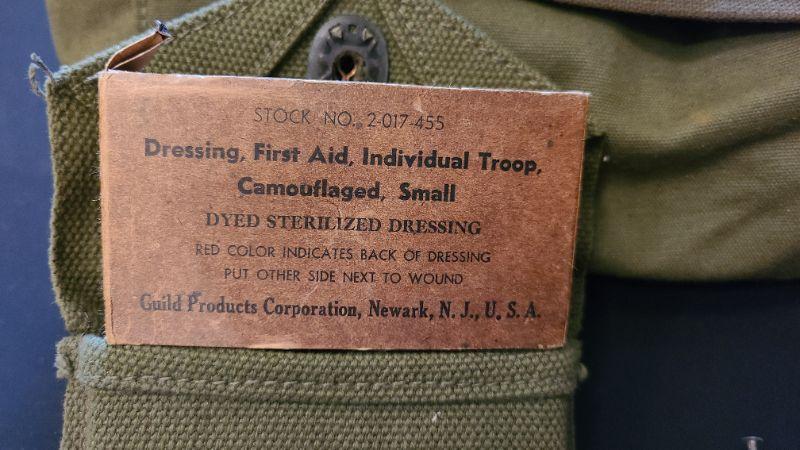 STOCK NO. 2-017-455
Dressing, First Aid, Individual Troop,
Camouflaged, Small
DYED STERILIZED DRESSING
RED COLOR INDICATES BACK OF DRESSING
PUT OTHER SIDE NEXT TO WOUND
Guild Products Corporation, Newark, N. J., U. S. A.